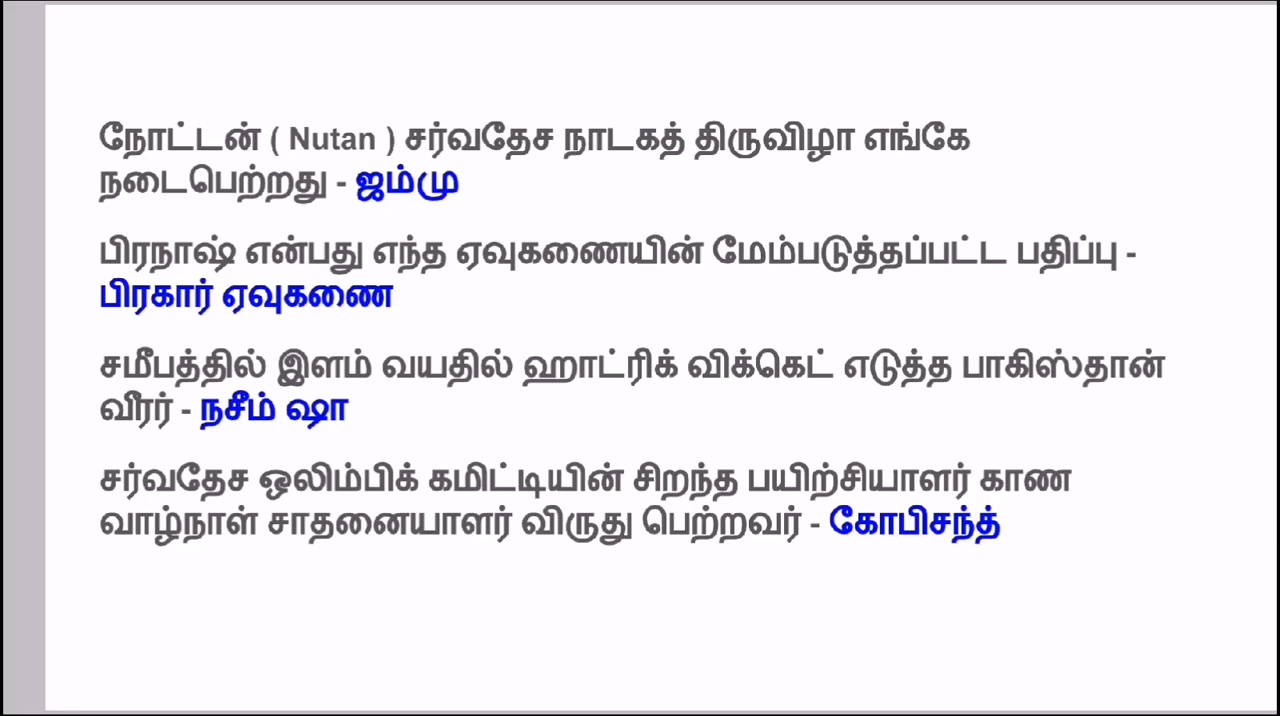 நோட்டன் ( Nutan ) சர்வதேச நாடகத் திருவிழா எங்கே
நடைபெற்றது - ஜம்மு
பிரநாஷ் என்பது எந்த ஏவுகணையின் மேம்படுத்தப்பட்ட பதிப்பு -
பிரகார் ஏவுகணை
சமீபத்தில் இளம் வயதில் ஹாட்ரிக் விக்கெட் எடுத்த பாகிஸ்தான்
வீரர் - நசீம் ஷா
சர்வதேச ஒலிம்பிக் கமிட்டியின் சிறந்த பயிற்சியாளர் காண
வாழ்நாள் சாதனையாளர் விருது பெற்றவர் - கோபிசந்த்